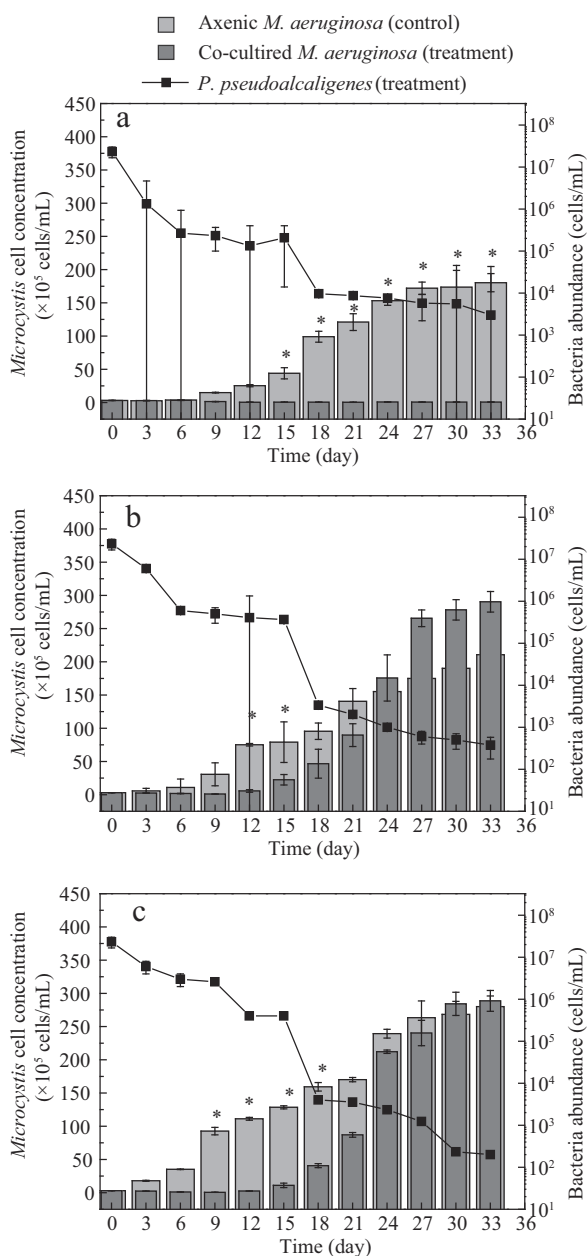 Axenic M. aeruginosa (control)
Co-cultired M. aeruginosa (treatment)
P. pseudoalcaligenes (treatment)
a
450
400
350
300
250
200
150
100
50
0
Microcystis cell concentration
(×10⁵ cells/mL)
10⁸
10⁷
10⁶
10⁵
10⁴
10³
10²
10¹
Bacteria abundance (cells/mL)
* * * * * * *
0 3 6 9 12 15 18 21 24 27 30 33 36
Time (day)
b
450
400
350
300
250
200
150
100
50
0
Microcystis cell concentration
(×10⁵ cells/mL)
10⁸
10⁷
10⁶
10⁵
10⁴
10³
10²
10¹
Bacteria abundance (cells/mL)
* *
0 3 6 9 12 15 18 21 24 27 30 33 36
Time (day)
c
450
400
350
300
250
200
150
100
50
0
Microcystis cell concentration
(×10⁵ cells/mL)
10⁸
10⁷
10⁶
10⁵
10⁴
10³
10²
10¹
Bacteria abundance (cells/mL)
* * * *
0 3 6 9 12 15 18 21 24 27 30 33 36
Time (day)